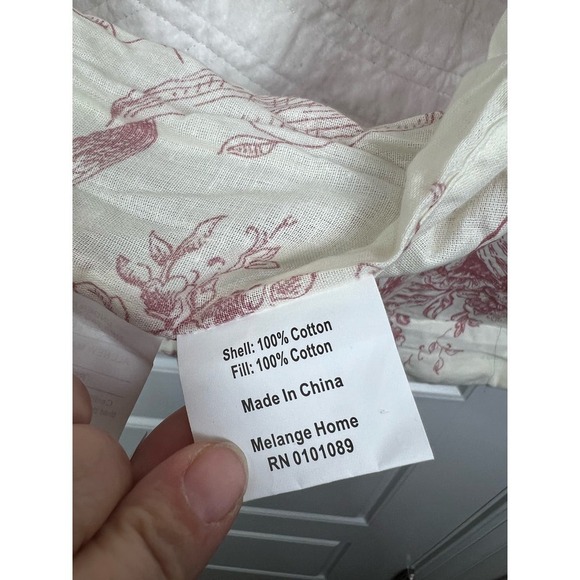 Shell: 100% Cotton
Fill: 100% Cotton
Made In China
Melange Home
RN 0101089